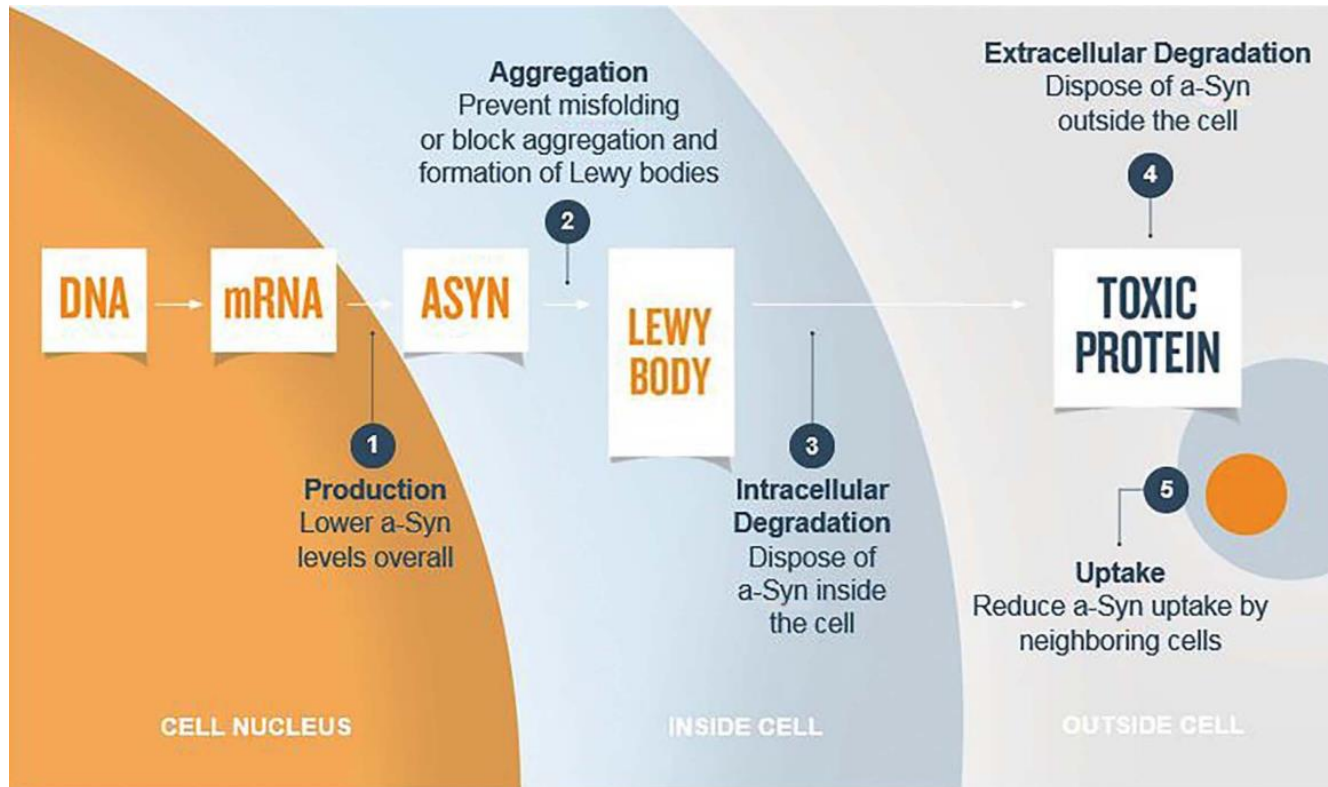 Aggregation
Prevent misfolding
or block aggregation and
formation of Lewy bodies
2
Extracellular Degradation
Dispose of a-Syn
outside the cell
4
DNA
mRNA
ASYN
LEWY
BODY
TOXIC
PROTEIN
1
Production
Lower a-Syn
levels overall
3
Intracellular
Degradation
Dispose of
a-Syn inside
the cell
5
Uptake
Reduce a-Syn uptake by
neighboring cells
CELL NUCLEUS
INSIDE CELL
OUTSIDE CELL